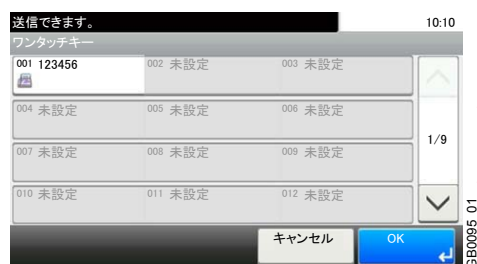 送信できます。 10:10
ワンタッチキー
001 123456 002 未設定 003 未設定
004 未設定 005 未設定 006 未設定
1/9
007 未設定 008 未設定 009 未設定
010 未設定 011 未設定 012 未設定
キャンセル OK
GB0095 01